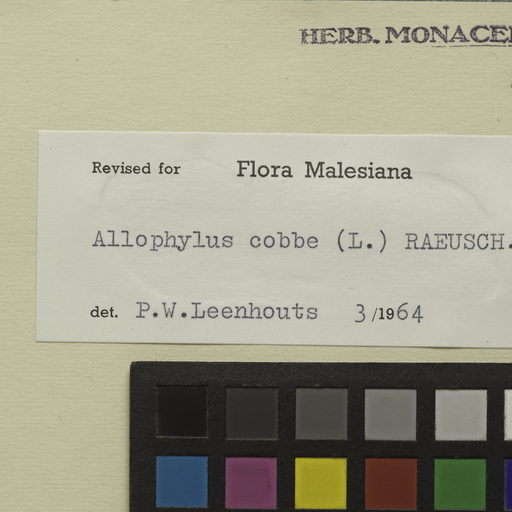 HERB. MONACE
Revised for Flora Malesiana
Allophylus cobbe (L.) RAEUSCH.
det. P.W.Leenhouts 3/1964